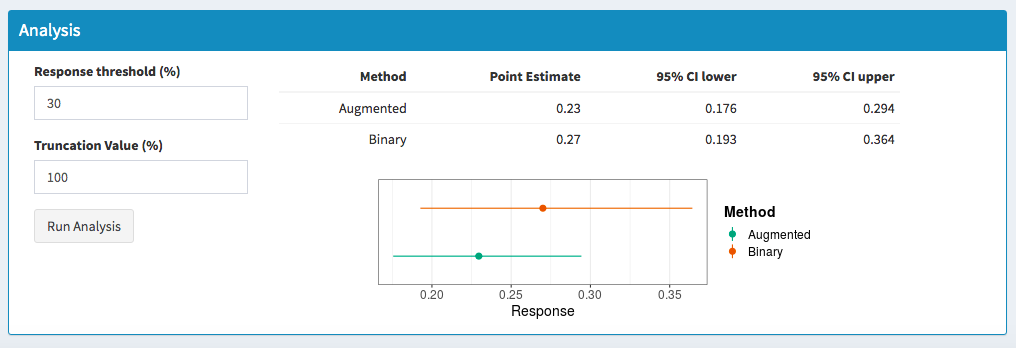 Analysis
Response threshold (%)
30
Truncation Value (%)
100
Run Analysis
Method Point Estimate 95% CI lower 95% CI upper
Augmented 0.23 0.176 0.294
Binary 0.27 0.193 0.364
Method
Augmented
Binary
0.20 0.25 0.30 0.35
Response